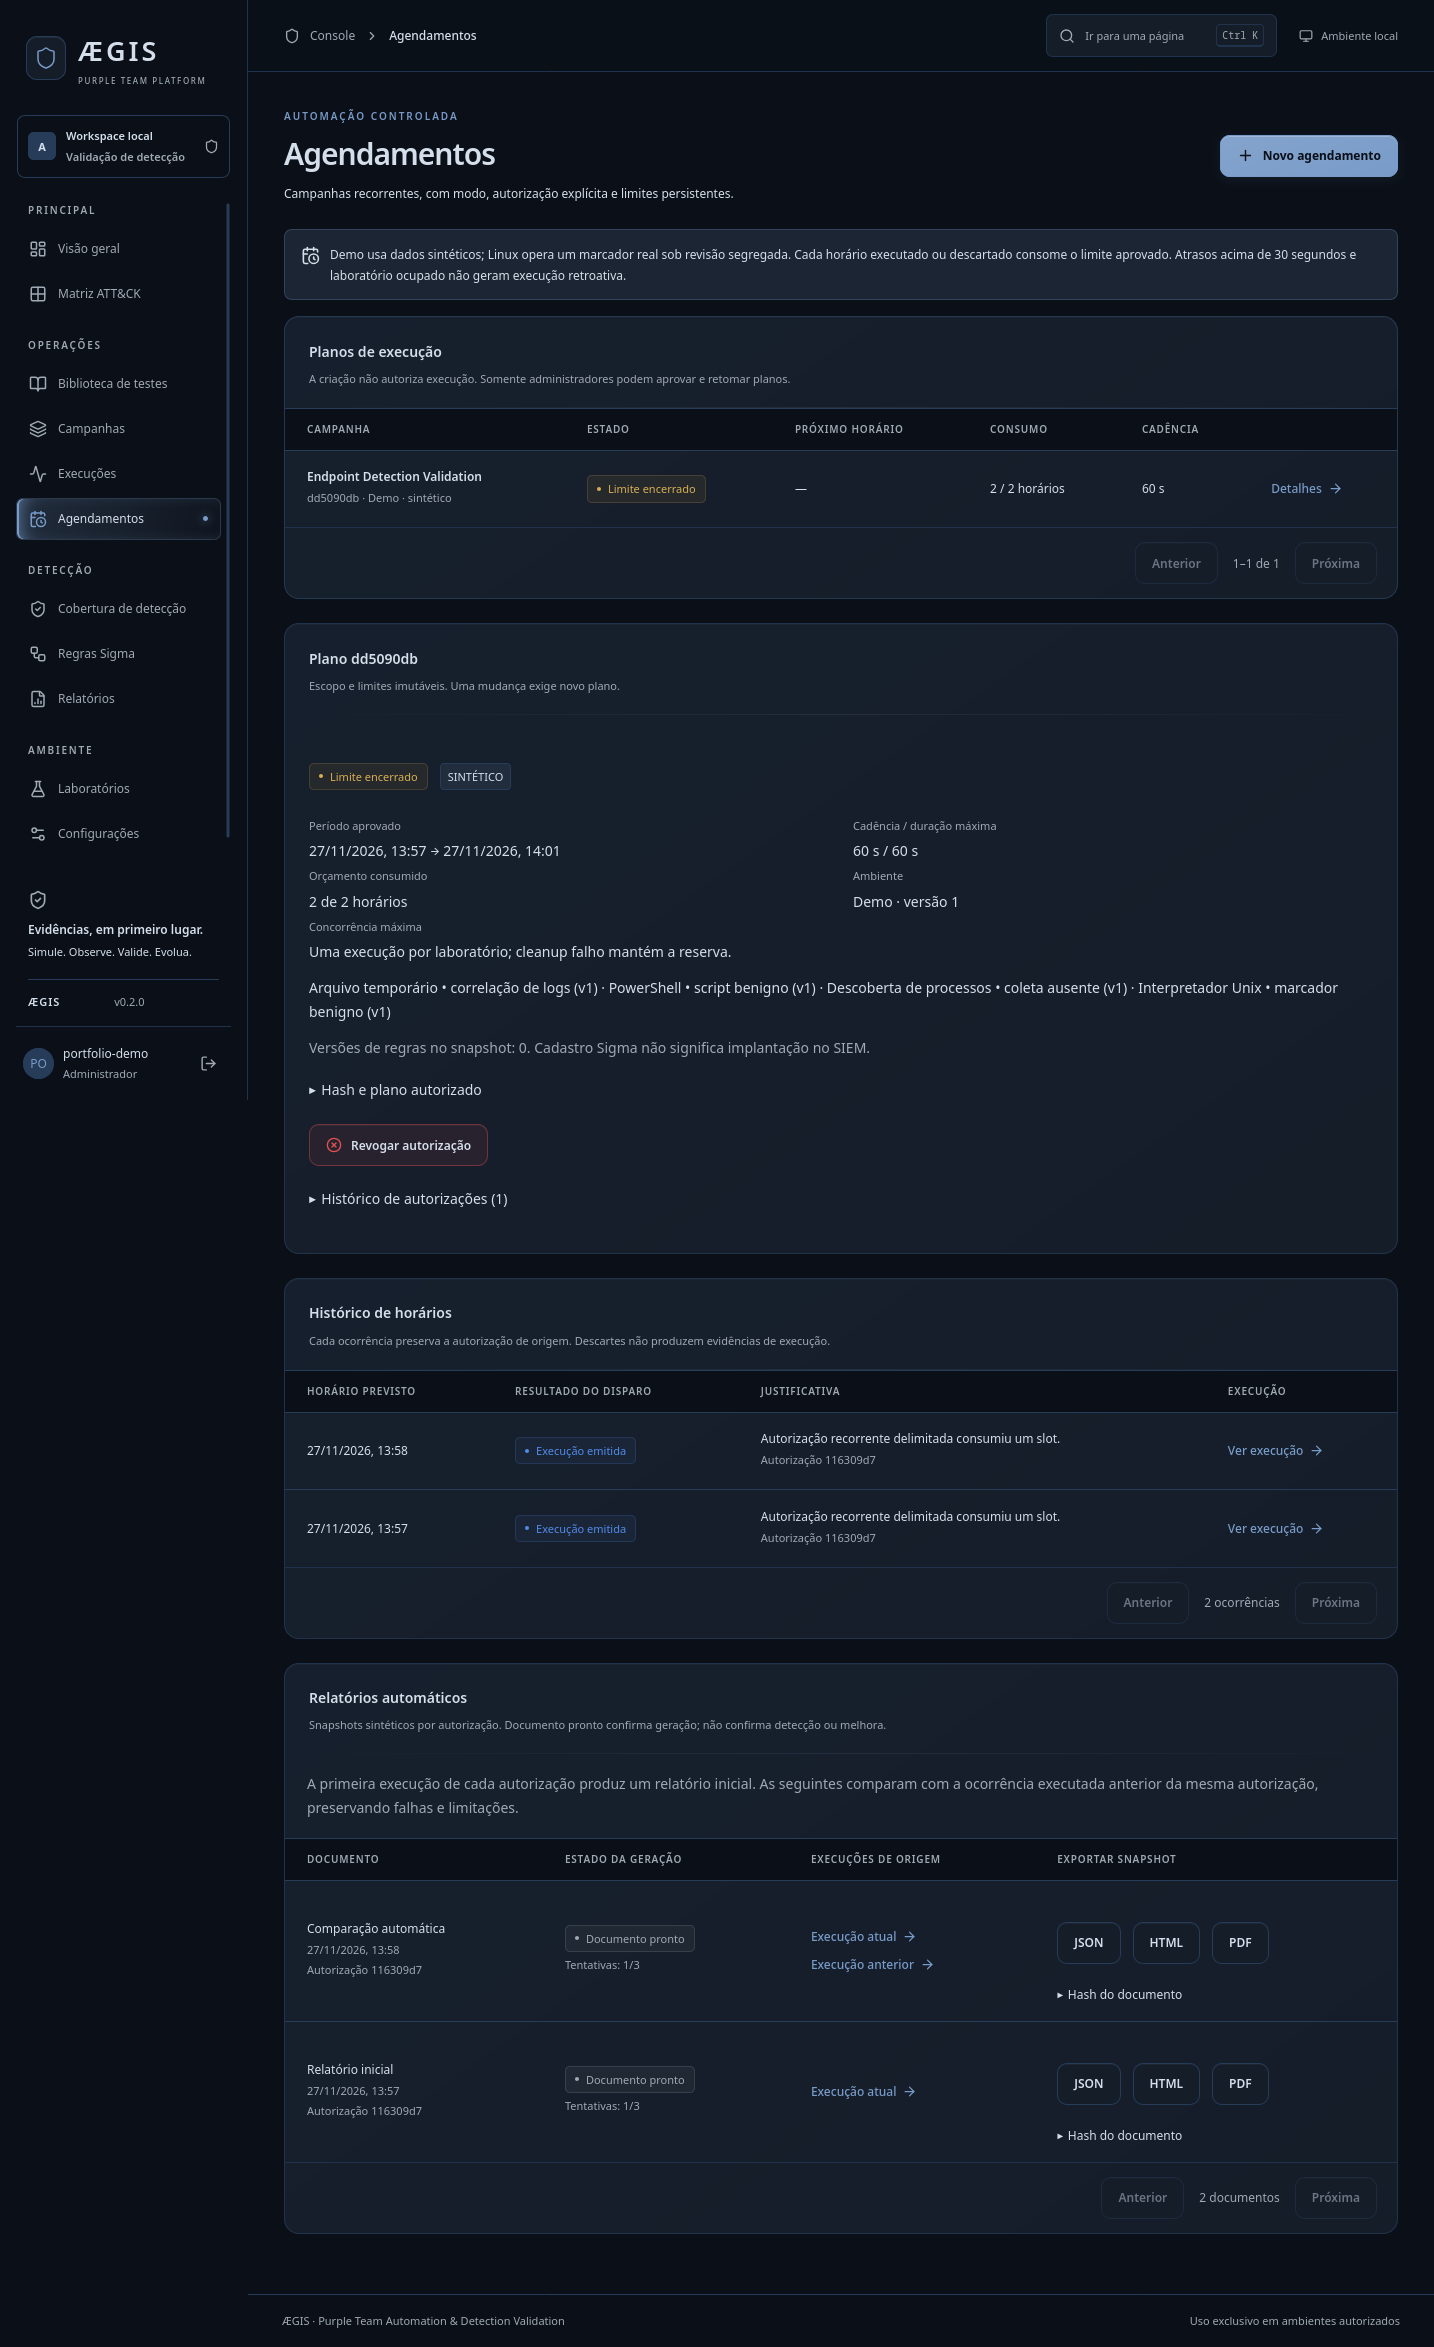 ÆGIS
PURPLE TEAM PLATFORM
A
Workspace local
Validação de detecção
PRINCIPAL
Visão geral
Matriz ATT&CK
OPERAÇÕES
Biblioteca de testes
Campanhas
Execuções
Agendamentos
DETECÇÃO
Cobertura de detecção
Regras Sigma
Relatórios
AMBIENTE
Laboratórios
Configurações
Evidências, em primeiro lugar.
Simule. Observe. Valide. Evolua.
ÆGIS v0.2.0
PO
portfolio-demo
Administrador
Console > Agendamentos
Ir para uma página Ctrl K
Ambiente local
AUTOMAÇÃO CONTROLADA
Agendamentos
Campanhas recorrentes, com modo, autorização explícita e limites persistentes.
+ Novo agendamento
Demo usa dados sintéticos; Linux opera um marcador real sob revisão segregada. Cada horário executado ou descartado consome o limite aprovado. Atrasos acima de 30 segundos e
laboratório ocupado não geram execução retroativa.
Planos de execução
A criação não autoriza execução. Somente administradores podem aprovar e retomar planos.
CAMPANHA ESTADO PRÓXIMO HORÁRIO CONSUMO CADÊNCIA
Endpoint Detection Validation
dd5090db · Demo · sintético
• Limite encerrado — 2 / 2 horários 60 s Detalhes →
Anterior 1–1 de 1 Próxima
Plano dd5090db
Escopo e limites imutáveis. Uma mudança exige novo plano.
• Limite encerrado SINTÉTICO
Período aprovado Cadência / duração máxima
27/11/2026, 13:57 → 27/11/2026, 14:01 60 s / 60 s
Orçamento consumido Ambiente
2 de 2 horários Demo · versão 1
Concorrência máxima
Uma execução por laboratório; cleanup falho mantém a reserva.
Arquivo temporário • correlação de logs (v1) · PowerShell • script benigno (v1) · Descoberta de processos • coleta ausente (v1) · Interpretador Unix • marcador
benigno (v1)
Versões de regras no snapshot: 0. Cadastro Sigma não significa implantação no SIEM.
▸ Hash e plano autorizado
Revogar autorização
▸ Histórico de autorizações (1)
Histórico de horários
Cada ocorrência preserva a autorização de origem. Descartes não produzem evidências de execução.
HORÁRIO PREVISTO RESULTADO DO DISPARO JUSTIFICATIVA EXECUÇÃO
27/11/2026, 13:58 • Execução emitida Autorização recorrente delimitada consumiu um slot. Ver execução →
Autorização 116309d7
27/11/2026, 13:57 • Execução emitida Autorização recorrente delimitada consumiu um slot. Ver execução →
Autorização 116309d7
Anterior 2 ocorrências Próxima
Relatórios automáticos
Snapshots sintéticos por autorização. Documento pronto confirma geração; não confirma detecção ou melhora.
A primeira execução de cada autorização produz um relatório inicial. As seguintes comparam com a ocorrência executada anterior da mesma autorização,
preservando falhas e limitações.
DOCUMENTO ESTADO DA GERAÇÃO EXECUÇÕES DE ORIGEM EXPORTAR SNAPSHOT
Comparação automática
27/11/2026, 13:58
Autorização 116309d7
• Documento pronto
Tentativas: 1/3
Execução atual →
Execução anterior →
JSON HTML PDF
▸ Hash do documento
Relatório inicial
27/11/2026, 13:57
Autorização 116309d7
• Documento pronto
Tentativas: 1/3
Execução atual →
JSON HTML PDF
▸ Hash do documento
Anterior 2 documentos Próxima
ÆGIS · Purple Team Automation & Detection Validation
Uso exclusivo em ambientes autorizados